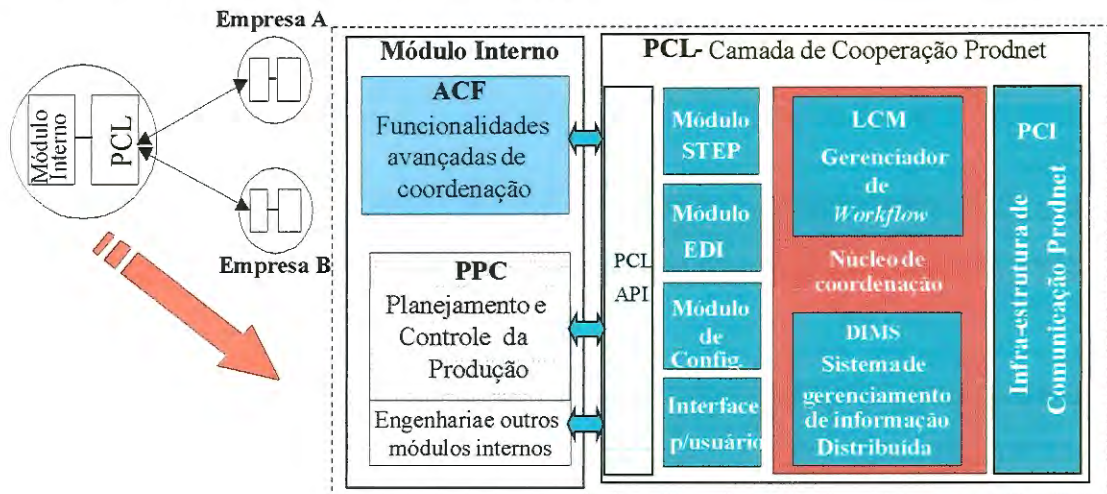 Empresa A
Módulo
Interno
PCL
Empresa B
Módulo Interno
ACF
Funcionalidades
avançadas de
coordenação
PPC
Planejamento e
Controle da
Produção
Engenhariae outros
módulos internos
PCL- Camada de Cooperação Prodnet
PCL
API
Módulo
STEP
Módulo
EDI
Módulo
de
Config.
Interface
p/usuário
LCM
Gerenciador
de
Workflow
Núcleo de
coordenação
DIMS
Sistema de
gerenciamento
de informação
Distribuída
PCI
Infra-estrutura de
Comunicação Prodnet